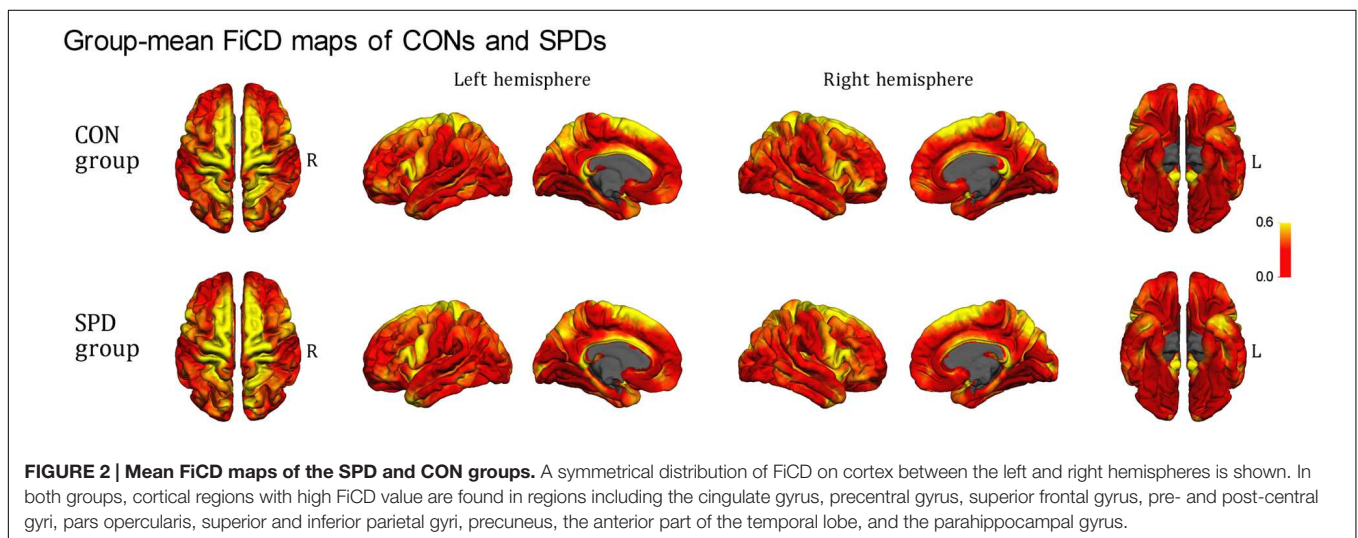 Group-mean FiCD maps of CONs and SPDs
Left hemisphere
Right hemisphere
CON
group
R
L
0.6
0.0
SPD
group
R
L
FIGURE 2 | Mean FiCD maps of the SPD and CON groups. A symmetrical distribution of FiCD on cortex between the left and right hemispheres is shown. In
both groups, cortical regions with high FiCD value are found in regions including the cingulate gyrus, precentral gyrus, superior frontal gyrus, pre- and post-central
gyri, pars opercularis, superior and inferior parietal gyri, precuneus, the anterior part of the temporal lobe, and the parahippocampal gyrus.